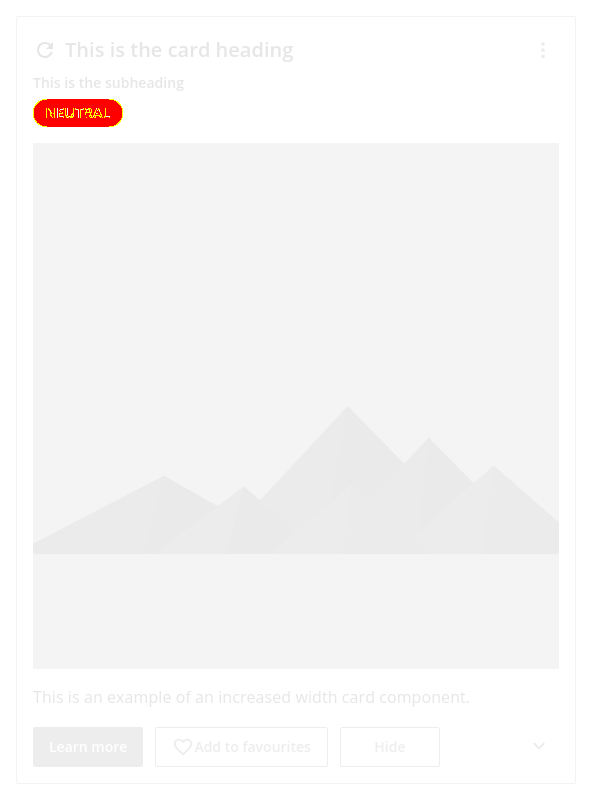 This is the card heading
This is the subheading
NEUTRAL
This is an example of an increased width card component.
Learn more
Add to favourites
Hide